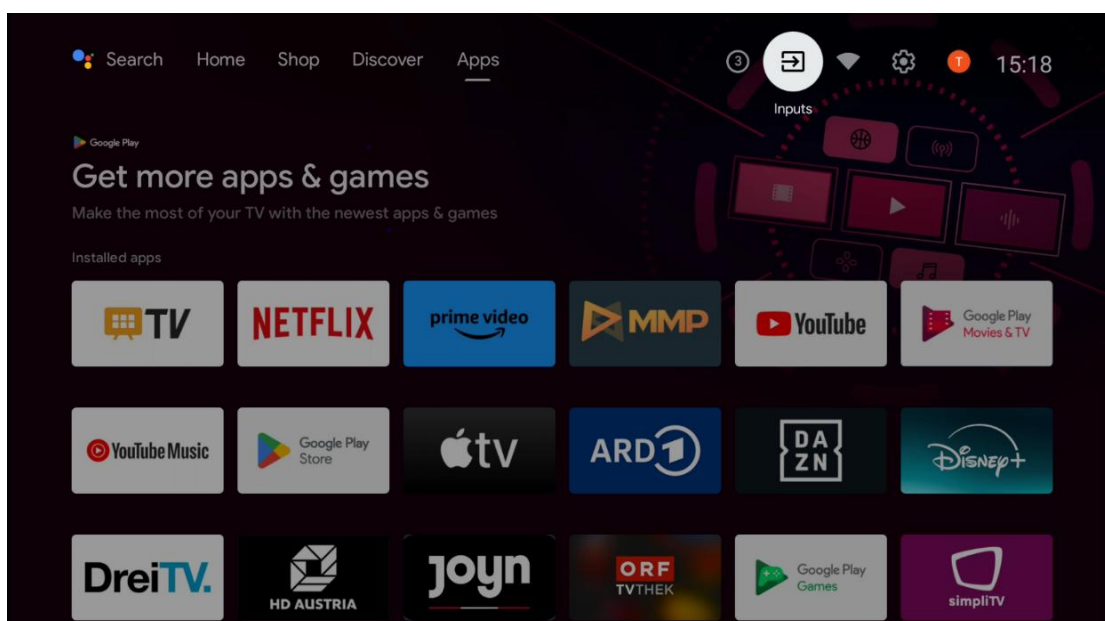 Search Home Shop Discover Apps 3 T 15:18
Inputs
Google Play
Get more apps & games
Make the most of your TV with the newest apps & games
Installed apps
TV NETFLIX prime video MMP YouTube Google Play Movies & TV
YouTube Music Google Play Store tv ARD 1 DAZN Disney+
DreiTV. HD AUSTRIA joyn ORF TVTHEK Google Play Games simpliTV